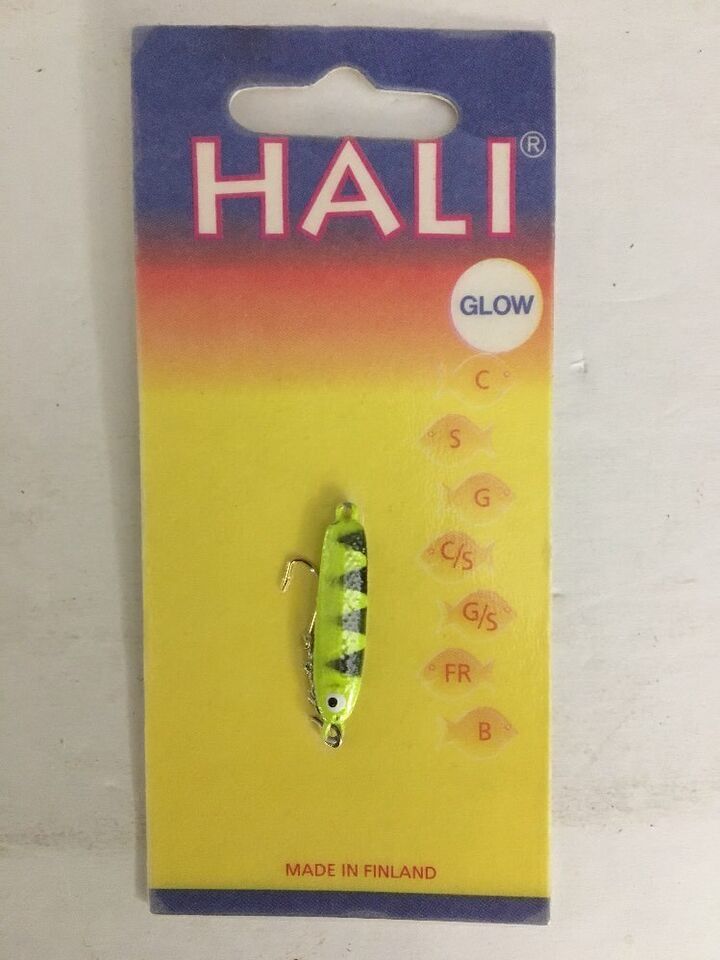 HALI®
GLOW
C
S
G
C/S
G/S
FR
B
MADE IN FINLAND